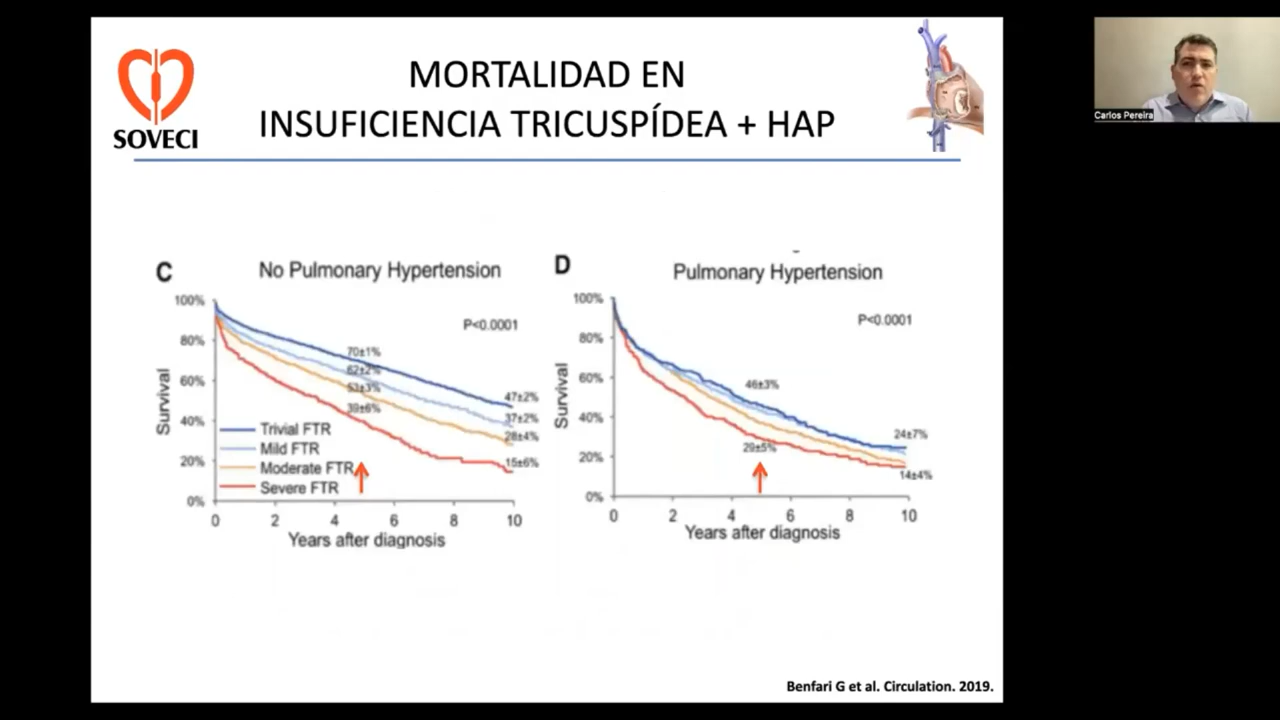 MORTALIDAD EN
INSUFICIENCIA TRICUSPÍDEA + HAP
SOVECI
Carlos Pereira
C
No Pulmonary Hypertension
100%
80%
60%
40%
20%
0%
Survival
P<0.0001
70±1%
62±2%
53±3%
39±6%
47±2%
37±2%
28±4%
15±6%
Trivial FTR
Mild FTR
Moderate FTR
Severe FTR
0 2 4 6 8 10
Years after diagnosis
D
Pulmonary Hypertension
100%
80%
60%
40%
20%
0%
Survival
P<0.0001
46±3%
29±5%
24±7%
14±4%
0 2 4 6 8 10
Years after diagnosis
Benfari G et al. Circulation. 2019.